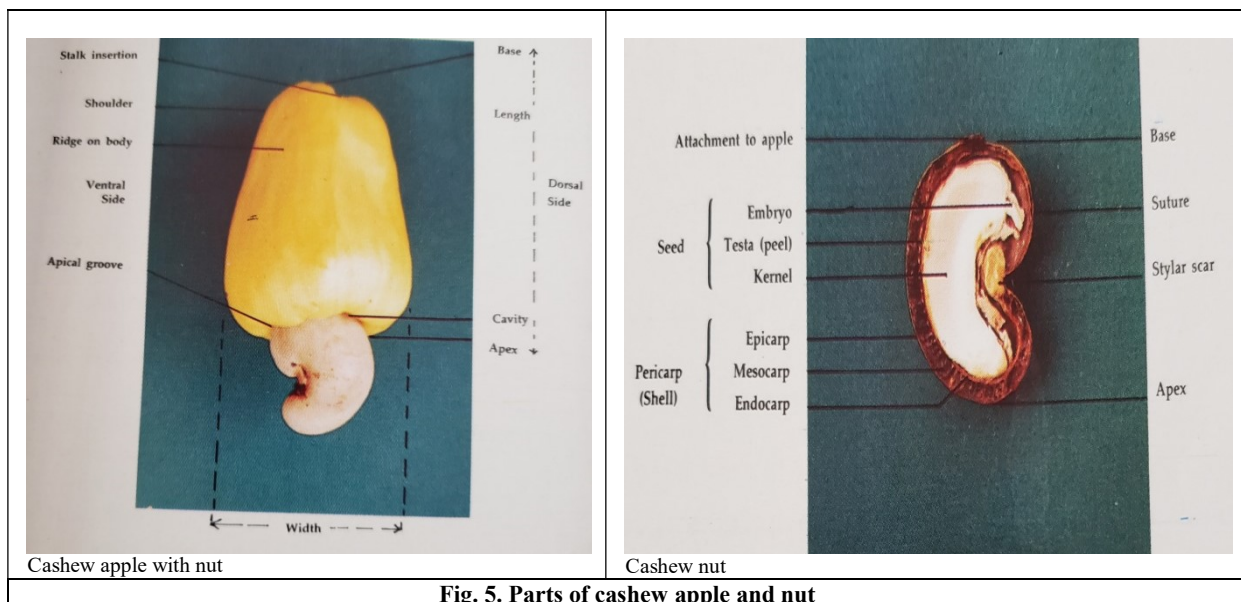 Stalk insertion
Shoulder
Ridge on body
Ventral
Side
Apical groove
Base
Length
Dorsal
Side
Cavity
Apex
Width
Cashew apple with nut
Attachment to apple
Seed
Embryo
Testa (peel)
Kernel
Pericarp
(Shell)
Epicarp
Mesocarp
Endocarp
Base
Suture
Stylar scar
Apex
Cashew nut
Fig. 5. Parts of cashew apple and nut